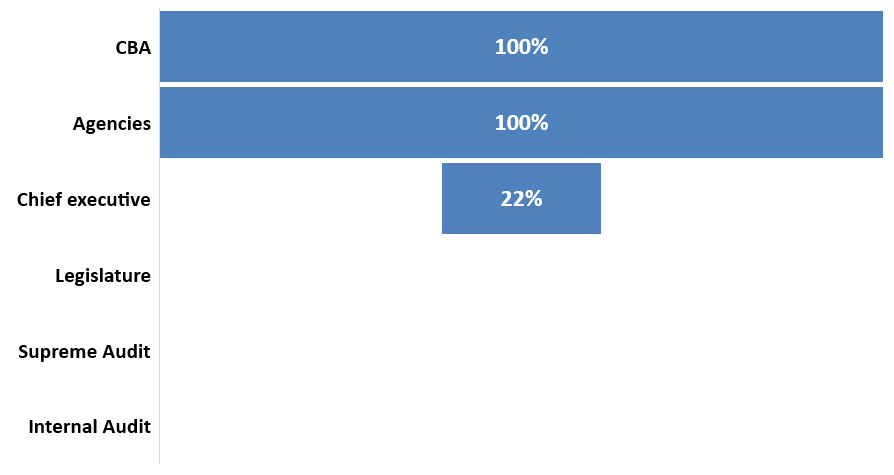 CBA 100%
Agencies 100%
Chief executive 22%
Legislature
Supreme Audit
Internal Audit